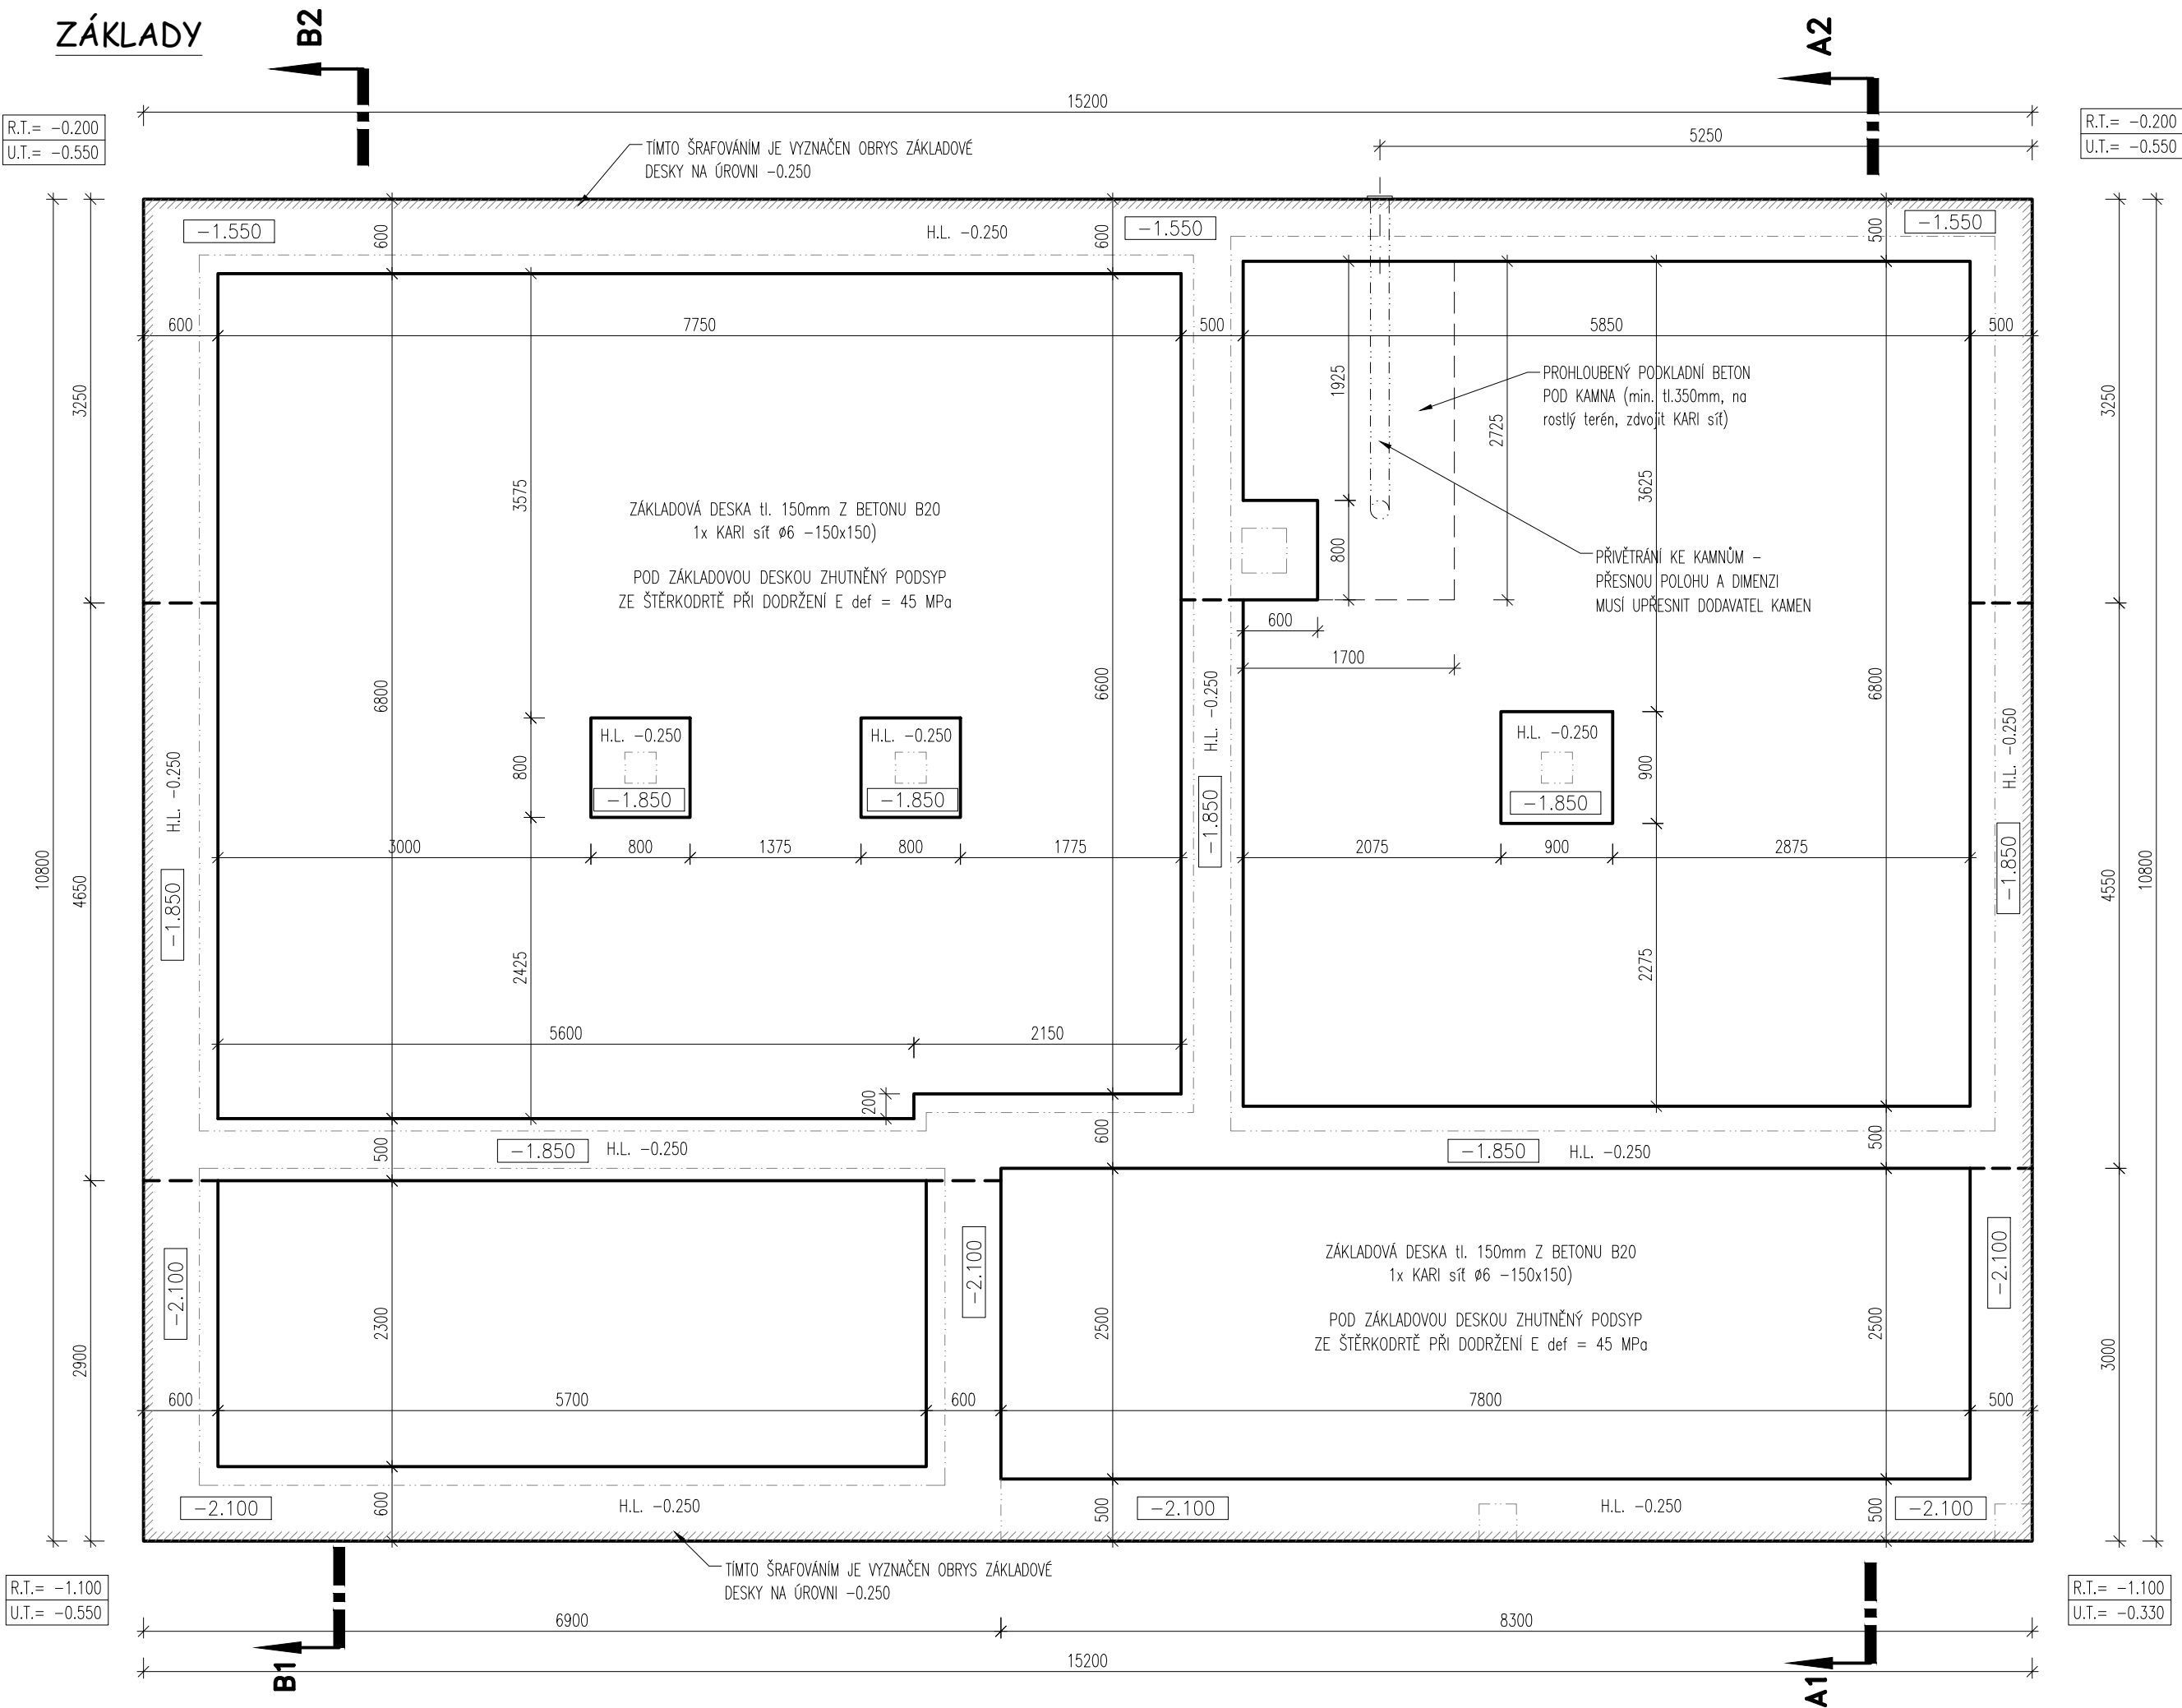 ZÁKLADY
B2
A2
15200
5250
R.T.= -0.200
U.T.= -0.550
R.T.= -0.200
U.T.= -0.550
TÍMTO ŠRAFOVÁNÍM JE VYZNAČEN OBRYS ZÁKLADOVÉ
DESKY NA ÚROVNI -0.250
-1.550
600
H.L. -0.250
600
-1.550
500
-1.550
600
7750
500
5850
500
3250
3575
1925
2725
3625
3250
PROHLOUBENÝ PODKLADNÍ BETON
POD KAMNA (min. tl.350mm, na
rostlý terén, zdvojit KARI síť)
ZÁKLADOVÁ DESKA tl. 150mm Z BETONU B20
1x KARI síť ø6 -150x150)
POD ZÁKLADOVOU DESKOU ZHUTNĚNÝ PODSYP
ZE ŠTĚRKODRTĚ PŘI DODRŽENÍ E def = 45 MPa
800
PŘIVĚTRÁNÍ KE KAMNŮM -
PŘESNOU POLOHU A DIMENZI
MUSÍ UPŘESNIT DODAVATEL KAMEN
600
1700
6800
6600
6800
H.L. -0.250
H.L. -0.250
H.L. -0.250
H.L. -0.250
H.L. -0.250
H.L. -0.250
800
900
-1.850
-1.850
-1.850
-1.850
-1.850
-1.850
3000
800
1375
800
1775
2075
900
2875
10800
4650
4550
10800
2425
2275
5600
2150
200
500
600
500
-1.850
H.L. -0.250
-1.850
H.L. -0.250
-2.100
-2.100
-2.100
ZÁKLADOVÁ DESKA tl. 150mm Z BETONU B20
1x KARI síť ø6 -150x150)
POD ZÁKLADOVOU DESKOU ZHUTNĚNÝ PODSYP
ZE ŠTĚRKODRTĚ PŘI DODRŽENÍ E def = 45 MPa
2900
2300
2500
2500
3000
600
5700
600
7800
500
-2.100
600
H.L. -0.250
500
-2.100
H.L. -0.250
500
-2.100
TÍMTO ŠRAFOVÁNÍM JE VYZNAČEN OBRYS ZÁKLADOVÉ
DESKY NA ÚROVNI -0.250
R.T.= -1.100
U.T.= -0.550
R.T.= -1.100
U.T.= -0.330
6900
8300
15200
B1
A1